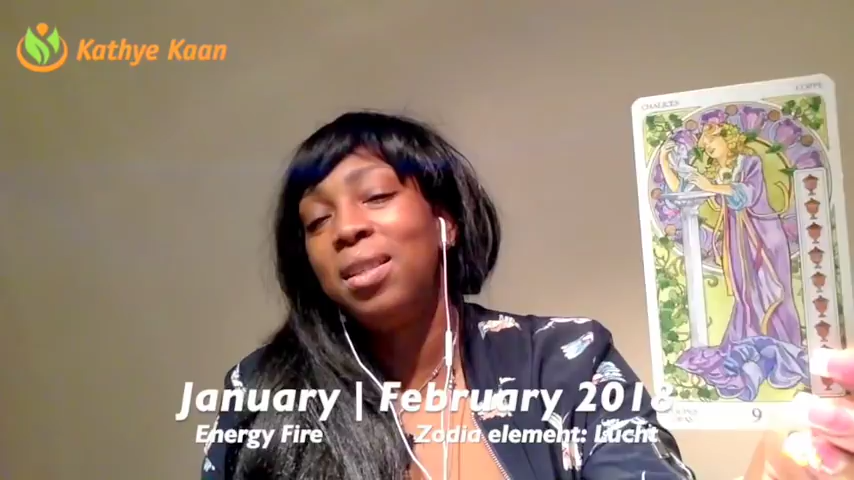 Kathye Kaan
CHALICES COPPE
January | February 2018
Energy Fire Zodia element: Lucht
9